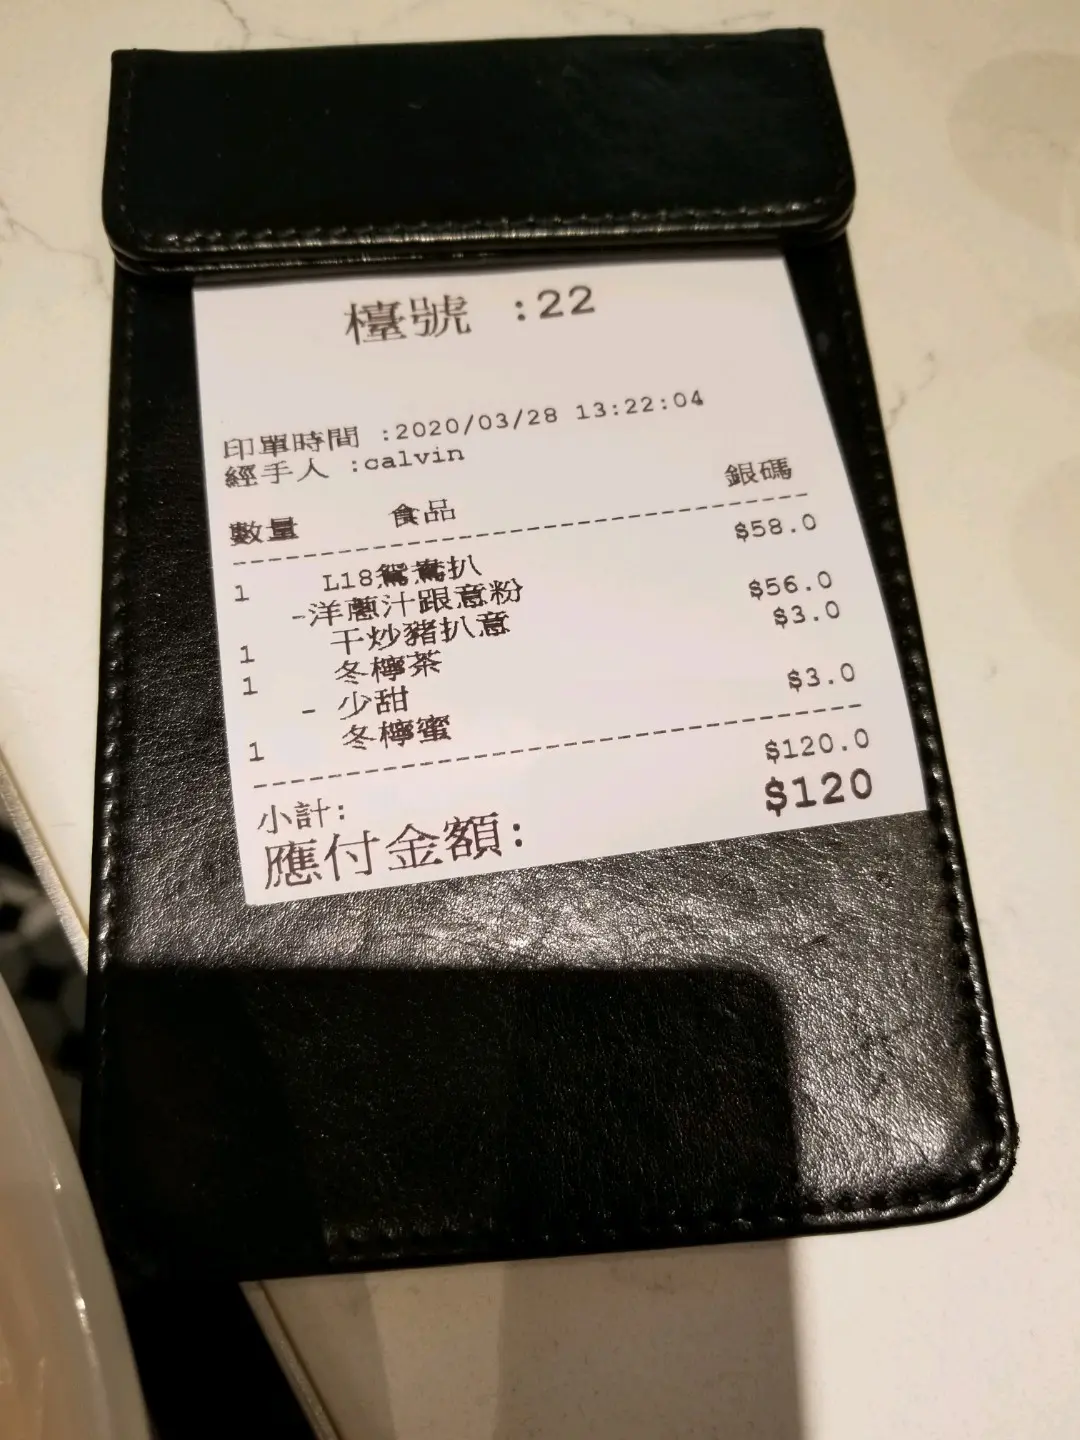 檯號 :22
印單時間 :2020/03/28 13:22:04
經手人 :calvin
數量 食品 銀碼
1 L18鴛鴦扒 $58.0
-洋蔥汁跟意粉
1 干炒豬扒意 $56.0
1 冬檸茶 $3.0
- 少甜
1 冬檸蜜 $3.0
小計: $120.0
應付金額: $120